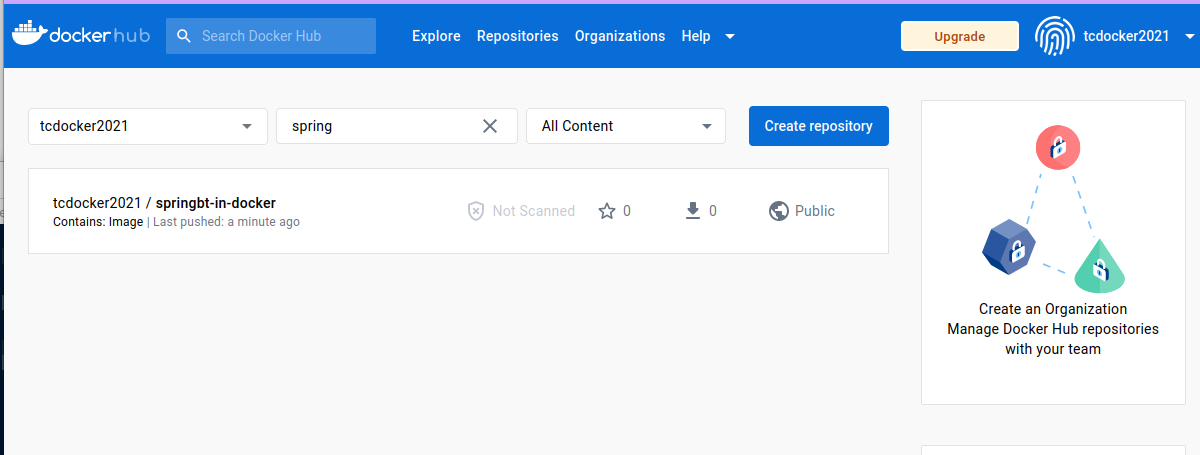 docker hub
Search Docker Hub
Explore
Repositories
Organizations
Help
Upgrade
tcdocker2021
tcdocker2021
spring
All Content
Create repository
tcdocker2021 / springbt-in-docker
Contains: Image | Last pushed: a minute ago
Not Scanned
0
0
Public
Create an Organization
Manage Docker Hub repositories
with your team